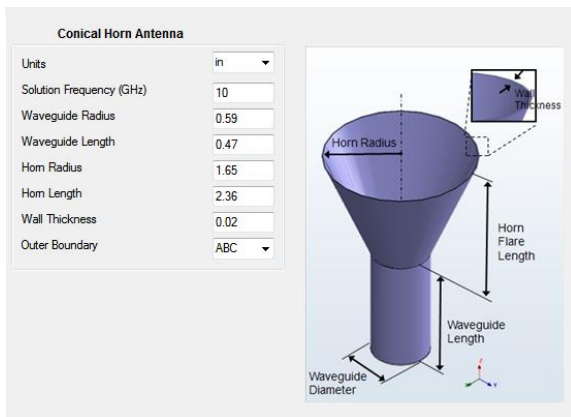 Conical Horn Antenna
Units in
Solution Frequency (GHz) 10
Waveguide Radius 0.59
Waveguide Length 0.47
Horn Radius 1.65
Horn Length 2.36
Wall Thickness 0.02
Outer Boundary ABC
Wall
Thickness
Horn Radius
Horn
Flare
Length
Waveguide
Length
Waveguide
Diameter